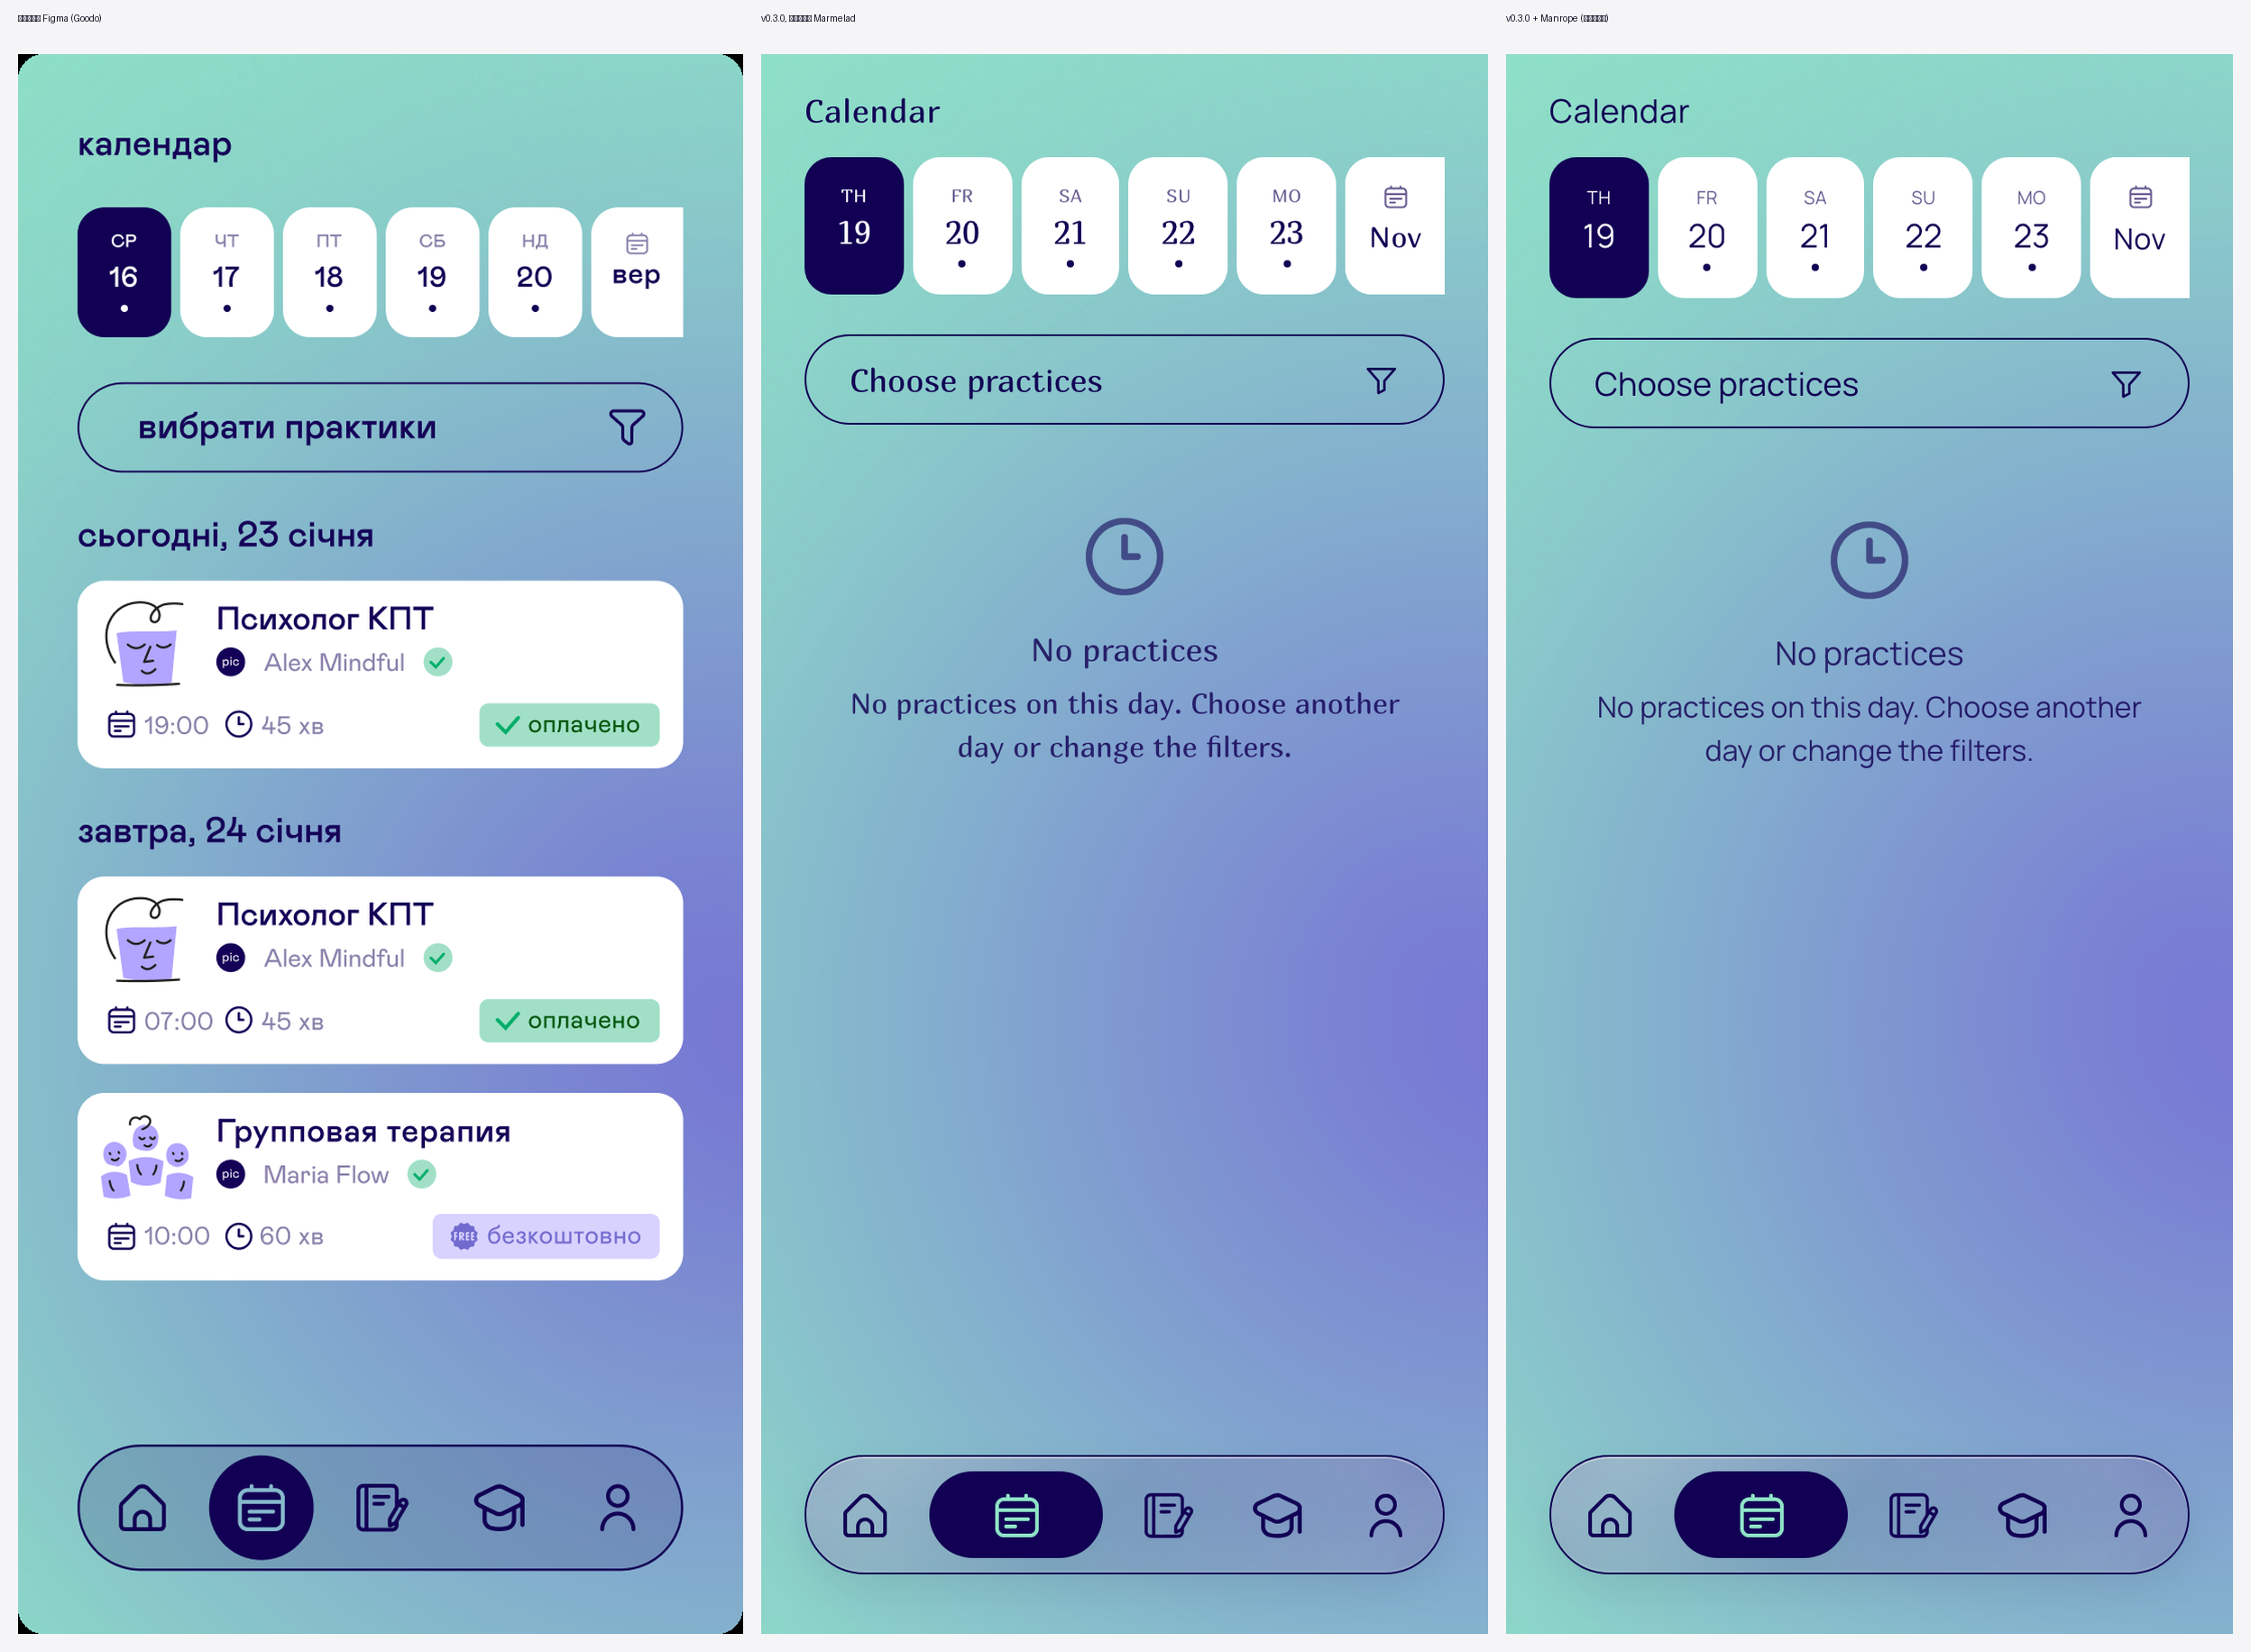 Figma (Goodo)
календар
СР
16
ЧТ
17
ПТ
18
СБ
19
НД
20
вер
вибрати практики
сьогодні, 23 січня
Психолог КПТ
pic Alex Mindful
19:00 45 хв оплачено
завтра, 24 січня
Психолог КПТ
pic Alex Mindful
07:00 45 хв оплачено
Групповая терапия
pic Maria Flow
10:00 60 хв FREE безкоштовно
v0.3.0, Marmelad
Calendar
TH
19
FR
20
SA
21
SU
22
MO
23
Nov
Choose practices
No practices
No practices on this day. Choose another
day or change the filters.
v0.3.0 + Manrope
Calendar
TH
19
FR
20
SA
21
SU
22
MO
23
Nov
Choose practices
No practices
No practices on this day. Choose another
day or change the filters.